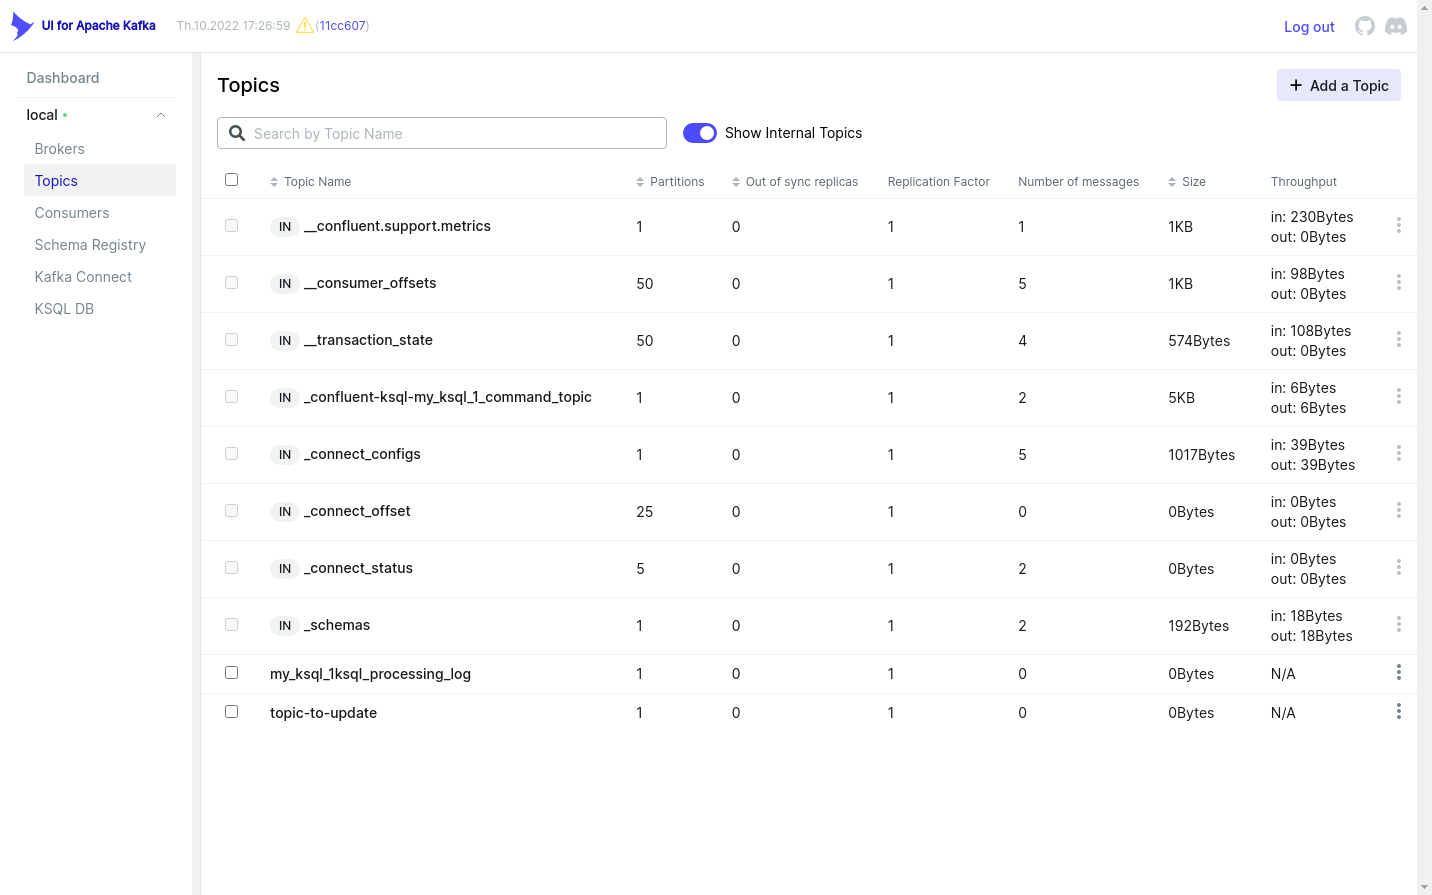 UI for Apache Kafka Th.10.2022 17:26:59 (11cc607) Log out
Dashboard
local
Brokers
Topics
Consumers
Schema Registry
Kafka Connect
KSQL DB
Topics
Add a Topic
Search by Topic Name
Show Internal Topics
Topic Name Partitions Out of sync replicas Replication Factor Number of messages Size Throughput
IN __confluent.support.metrics 1 0 1 1 1KB in: 230Bytes
out: 0Bytes
IN __consumer_offsets 50 0 1 5 1KB in: 98Bytes
out: 0Bytes
IN __transaction_state 50 0 1 4 574Bytes in: 108Bytes
out: 0Bytes
IN _confluent-ksql-my_ksql_1_command_topic 1 0 1 2 5KB in: 6Bytes
out: 6Bytes
IN _connect_configs 1 0 1 5 1017Bytes in: 39Bytes
out: 39Bytes
IN _connect_offset 25 0 1 0 0Bytes in: 0Bytes
out: 0Bytes
IN _connect_status 5 0 1 2 0Bytes in: 0Bytes
out: 0Bytes
IN _schemas 1 0 1 2 192Bytes in: 18Bytes
out: 18Bytes
my_ksql_1ksql_processing_log 1 0 1 0 0Bytes N/A
topic-to-update 1 0 1 0 0Bytes N/A